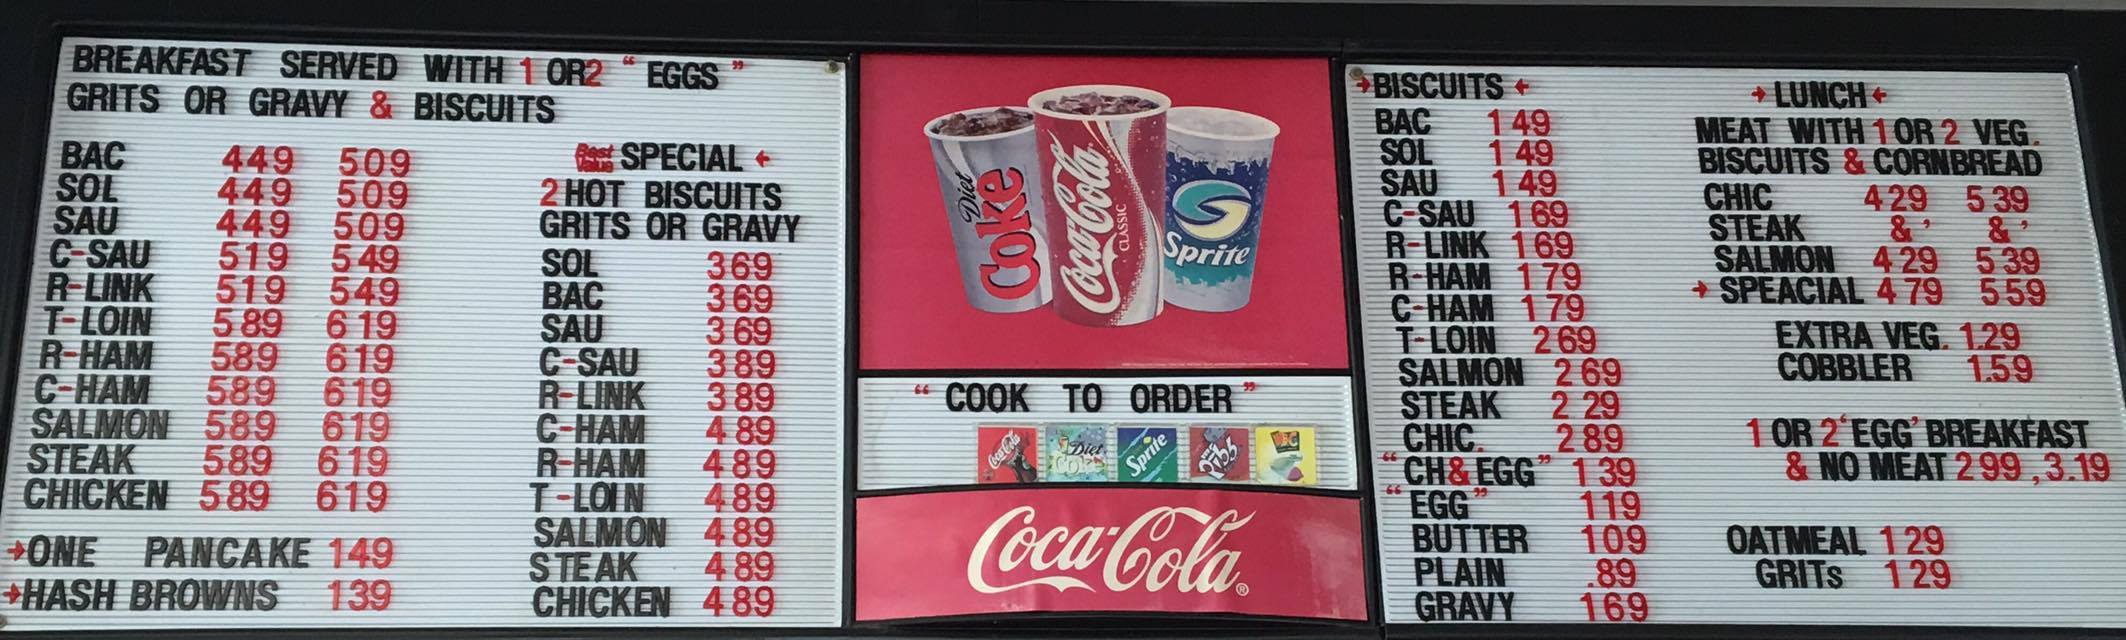 BREAKFAST SERVED WITH 1 OR2 “ EGGS ”
GRITS OR GRAVY & BISCUITS
BAC 449 509
SOL 449 509
SAU 449 509
C-SAU 519 549
R-LINK 519 549
T-LOIN 589 619
R-HAM 589 619
C-HAM 589 619
SALMON 589 619
STEAK 589 619
CHICKEN 589 619
ONE PANCAKE 149
HASH BROWNS 139
Best Value SPECIAL
2 HOT BISCUITS
GRITS OR GRAVY
SOL 369
BAC 369
SAU 369
C-SAU 389
R-LINK 389
C-HAM 489
R-HAM 489
T-LOIN 489
SALMON 489
STEAK 489
CHICKEN 489
Diet Coke
Coca-Cola CLASSIC
Sprite
“ COOK TO ORDER ”
Coca-Cola
Diet Coke
Sprite
Mr Pibb
Coca-Cola ®
BISCUITS
BAC 149
SOL 149
SAU 149
C-SAU 169
R-LINK 169
R-HAM 179
C-HAM 179
T-LOIN 269
SALMON 269
STEAK 229
CHIC. 289
“CH& EGG” 139
“EGG” 119
BUTTER 109
PLAIN .89
GRAVY 169
LUNCH
MEAT WITH 1 OR 2 VEG.
BISCUITS & CORNBREAD
CHIC 429 539
STEAK & ’ & ’
SALMON 429 539
SPEACIAL 479 559
EXTRA VEG. 1.29
COBBLER 1.59
1 OR 2‘EGG’ BREAKFAST
& NO MEAT 299 ,3.19
OATMEAL 129
GRITs 129